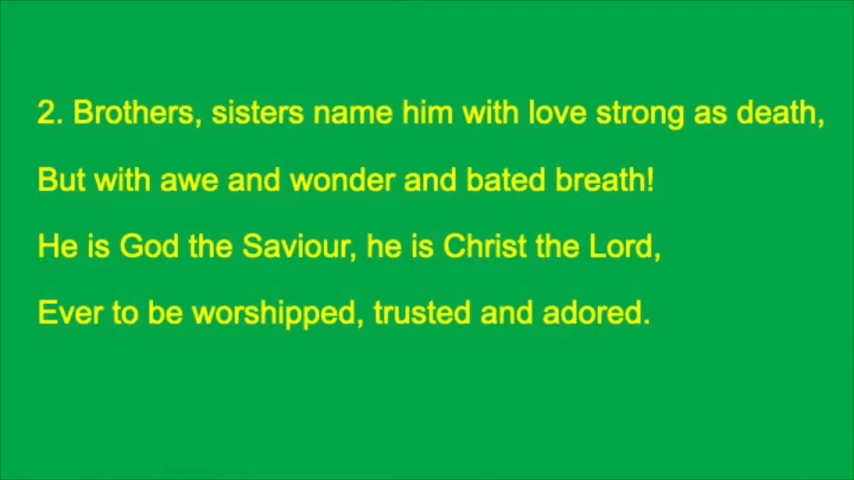 2. Brothers, sisters name him with love strong as death,
But with awe and wonder and bated breath!
He is God the Saviour, he is Christ the Lord,
Ever to be worshipped, trusted and adored.